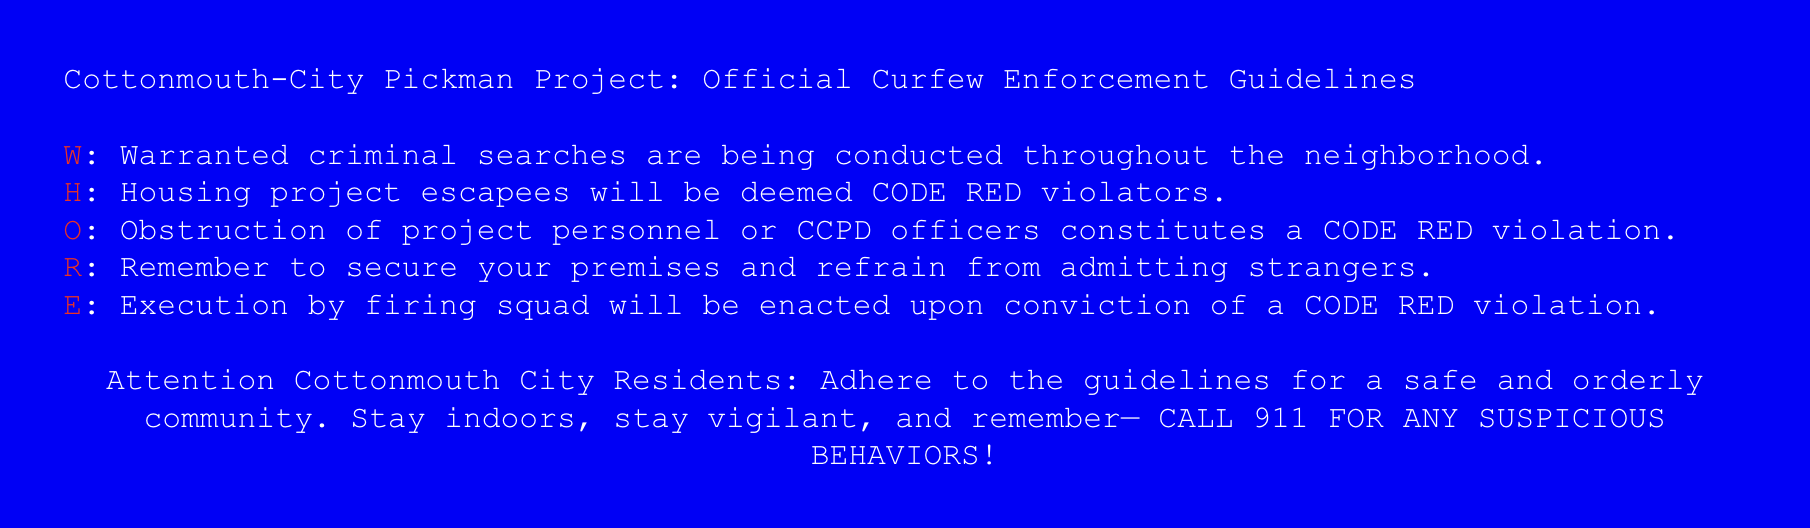 Cottonmouth-City Pickman Project: Official Curfew Enforcement Guidelines
W: Warranted criminal searches are being conducted throughout the neighborhood.
H: Housing project escapees will be deemed CODE RED violators.
O: Obstruction of project personnel or CCPD officers constitutes a CODE RED violation.
R: Remember to secure your premises and refrain from admitting strangers.
E: Execution by firing squad will be enacted upon conviction of a CODE RED violation.
Attention Cottonmouth City Residents: Adhere to the guidelines for a safe and orderly
community. Stay indoors, stay vigilant, and remember— CALL 911 FOR ANY SUSPICIOUS
BEHAVIORS!